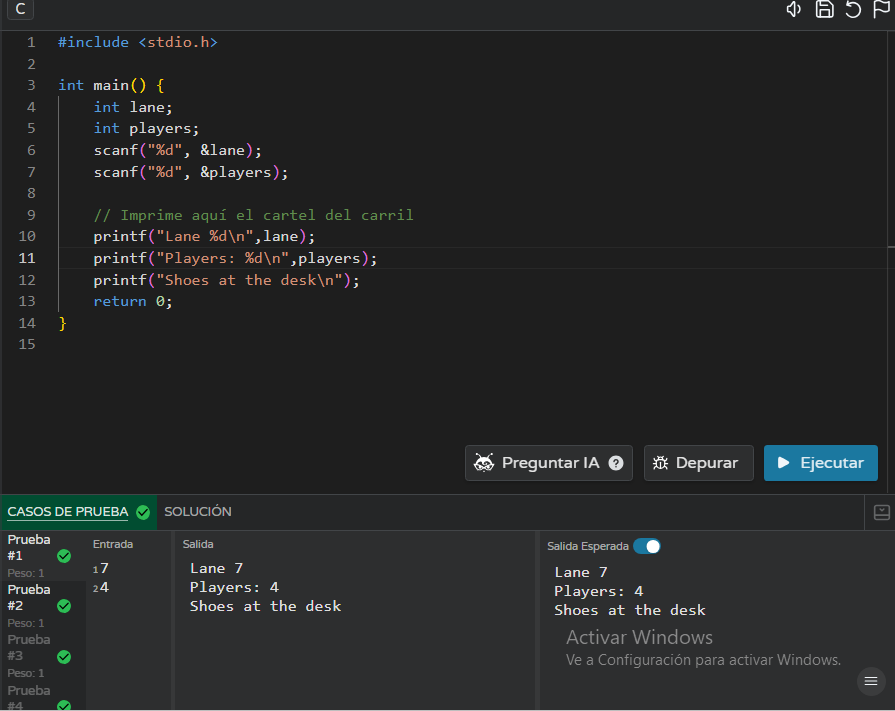 C
1 #include <stdio.h>
2
3 int main() {
4 int lane;
5 int players;
6 scanf("%d", &lane);
7 scanf("%d", &players);
8
9 // Imprime aquí el cartel del carril
10 printf("Lane %d\n",lane);
11 printf("Players: %d\n",players);
12 printf("Shoes at the desk\n");
13 return 0;
14 }
15
Preguntar IA ?
Depurar
Ejecutar
CASOS DE PRUEBA
SOLUCIÓN
Prueba
#1
Peso: 1
Prueba
#2
Peso: 1
Prueba
#3
Peso: 1
Prueba
#4
Entrada
1 7
2 4
Salida
Lane 7
Players: 4
Shoes at the desk
Salida Esperada
Lane 7
Players: 4
Shoes at the desk
Activar Windows
Ve a Configuración para activar Windows.